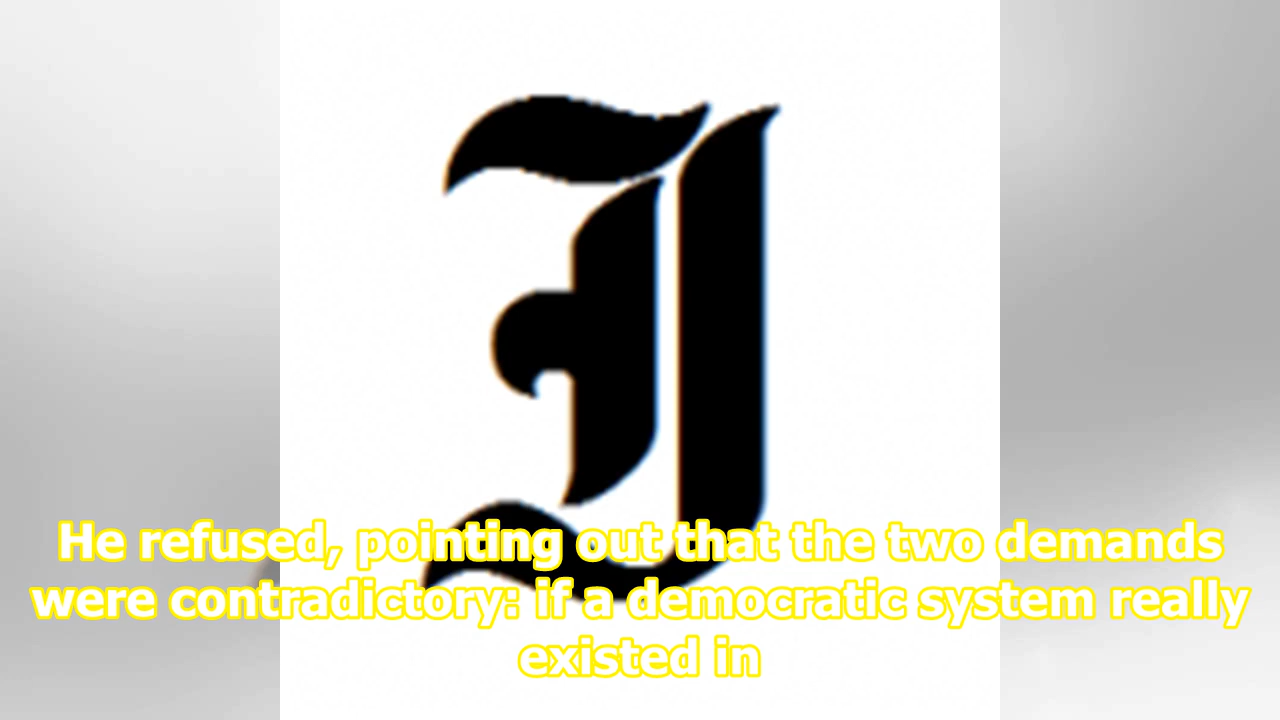 I
He refused, pointing out that the two demands
were contradictory: if a democratic system really
existed in